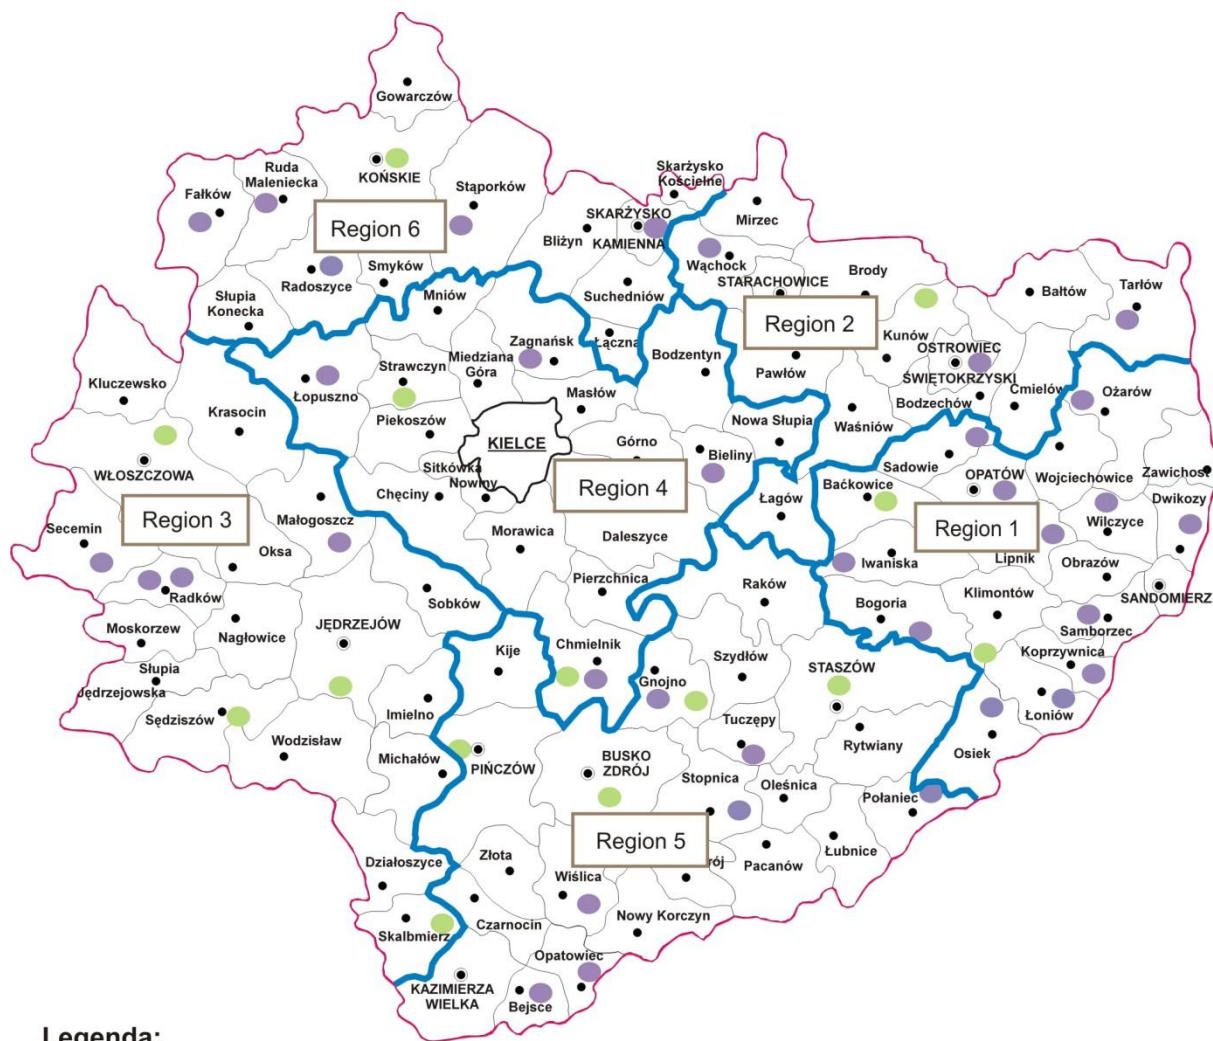 Gowarczów
KOŃSKIE
Ruda
Maleniecka
Fałków
Stąporków
Region 6
Skarżysko
Kościelne
SKARŻYSKO
KAMIENNA
Mirzec
Bliżyn
Wąchock
Radoszyce
Smyków
Suchedniów
STARACHOWICE
Brody
Bałtów
Tarłów
Słupia
Konecka
Mniów
Region 2
Zagnańsk
Łączna
Bodzentyn
Kunów
OSTROWIEC
ŚWIĘTOKRZYSKI
Strawczyn
Miedziana
Góra
Pawłów
Kluczewsko
Łopuszno
Masłów
Bodzechów
Ćmielów
Ożarów
Krasocin
Piekoszów
KIELCE
Górno
Nowa Słupia
Waśniów
WŁOSZCZOWA
Sitkówka
Nowiny
Bieliny
Sadowie
OPATÓW
Wojciechowice
Zawichost
Chęciny
Region 4
Łagów
Baćkowice
Dwikozy
Region 3
Małogoszcz
Region 1
Wilczyce
Secemin
Oksa
Morawica
Daleszyce
Iwaniska
Lipnik
Obrazów
Radków
Sobków
Pierzchnica
Raków
Bogoria
Klimontów
SANDOMIERZ
Moskorzew
Nagłowice
JĘDRZEJÓW
Samborzec
Kije
Chmielnik
Szydłów
STASZÓW
Koprzywnica
Słupia
Jędrzejowska
Gnojno
Sędziszów
Imielno
Tuczępy
Łoniów
Wodzisław
Michałów
PIŃCZÓW
BUSKO
ZDRÓJ
Rytwiany
Osiek
Stopnica
Oleśnica
Połaniec
Region 5
Działoszyce
Złota
Wiślica
rój
Pacanów
Łubnice
Skalbmierz
Czarnocin
Nowy Korczyn
KAZIMIERZA
WIELKA
Opatowiec
Bejsce
Legenda: